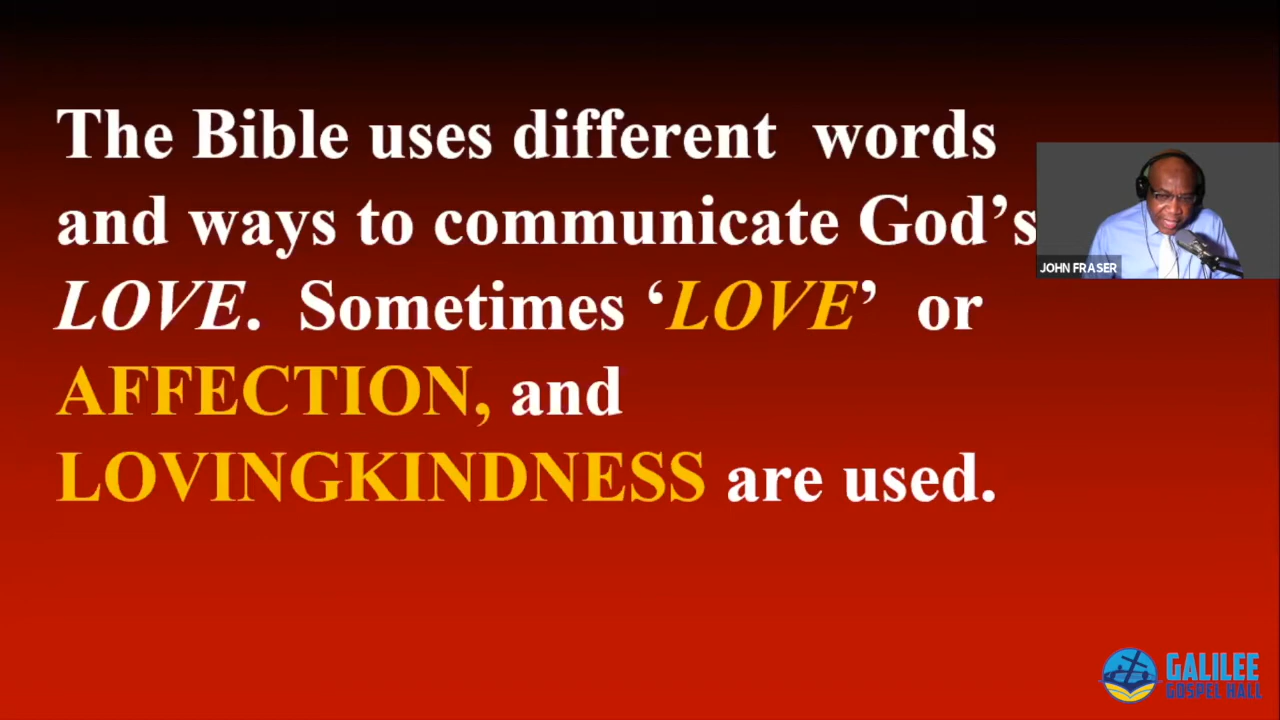 The Bible uses different words
and ways to communicate God’s
LOVE. Sometimes ‘LOVE’ or
AFFECTION, and
LOVINGKINDNESS are used.
JOHN FRASER
GALILEE
GOSPEL HALL